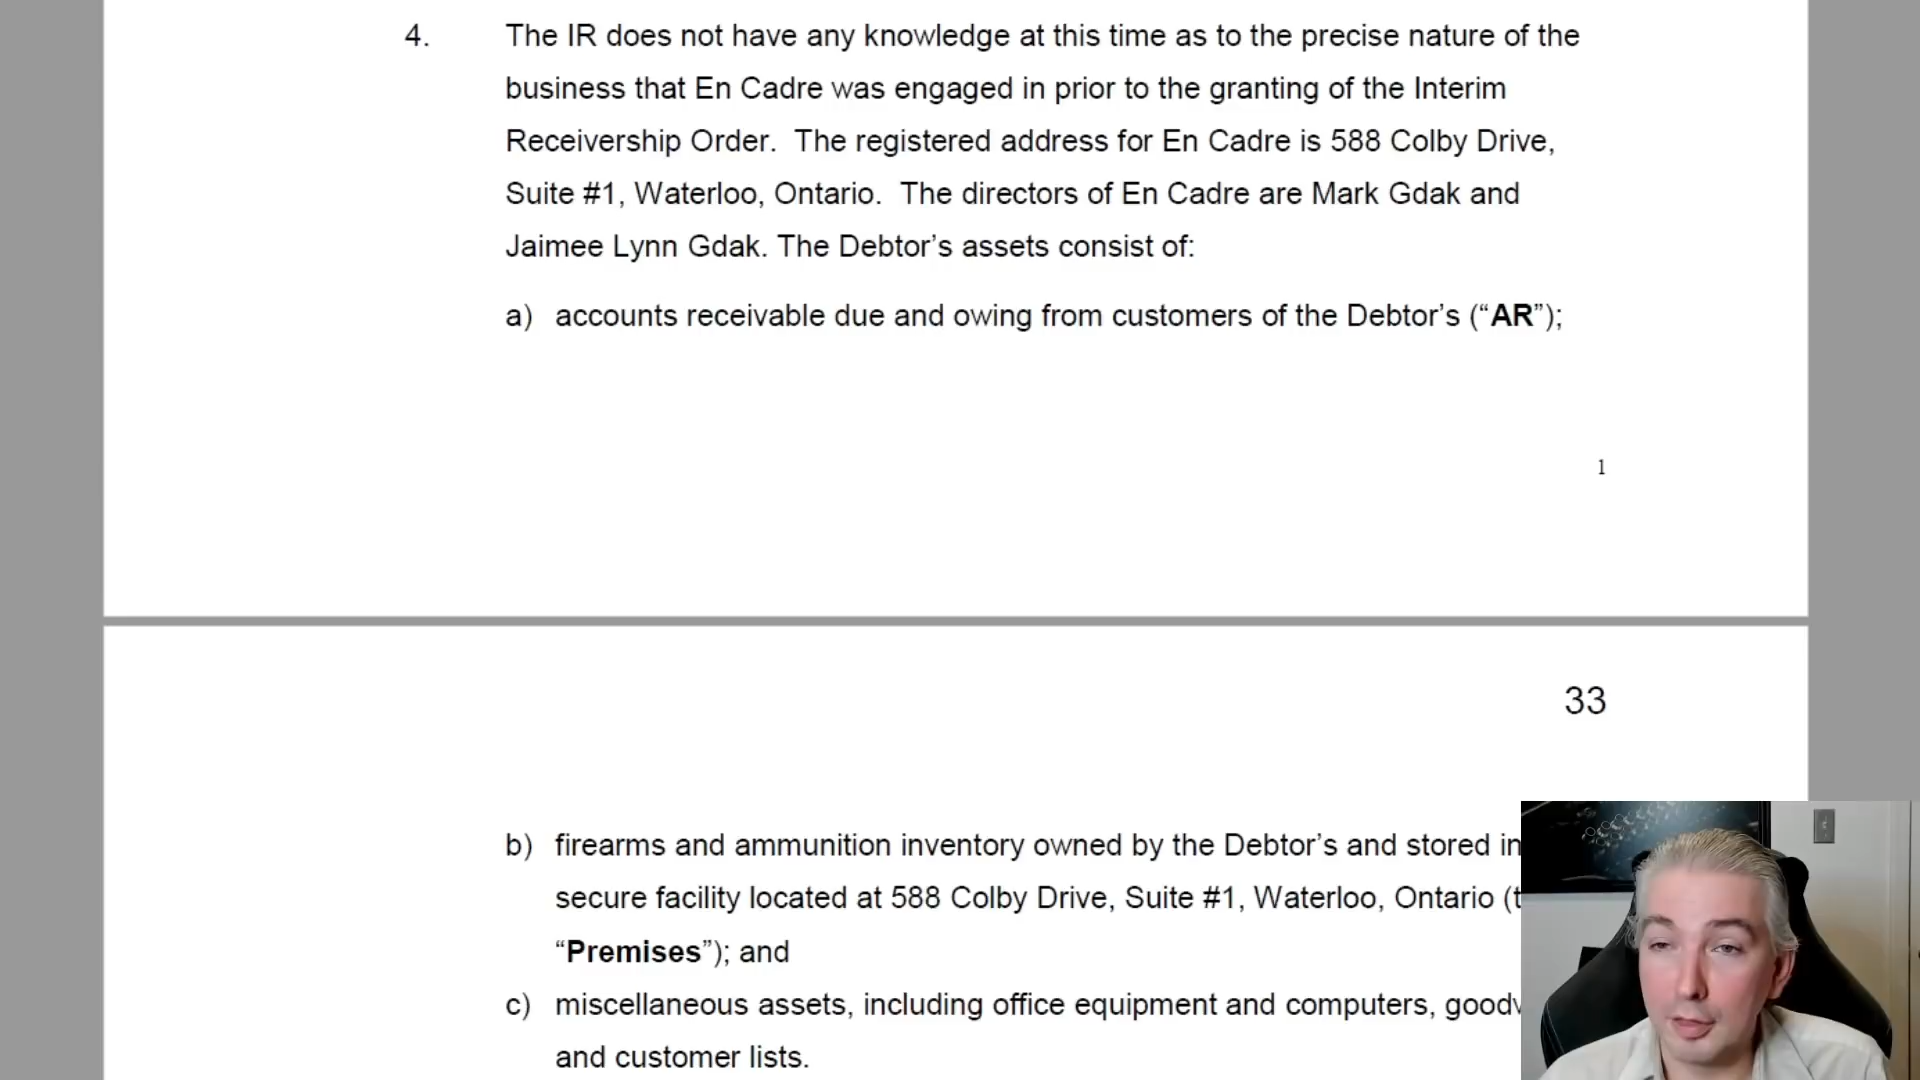 4. The IR does not have any knowledge at this time as to the precise nature of the
business that En Cadre was engaged in prior to the granting of the Interim
Receivership Order. The registered address for En Cadre is 588 Colby Drive,
Suite #1, Waterloo, Ontario. The directors of En Cadre are Mark Gdak and
Jaimee Lynn Gdak. The Debtor’s assets consist of:
a) accounts receivable due and owing from customers of the Debtor’s (“AR”);
1
33
b) firearms and ammunition inventory owned by the Debtor’s and stored in
secure facility located at 588 Colby Drive, Suite #1, Waterloo, Ontario (
“Premises”); and
c) miscellaneous assets, including office equipment and computers,
and customer lists.